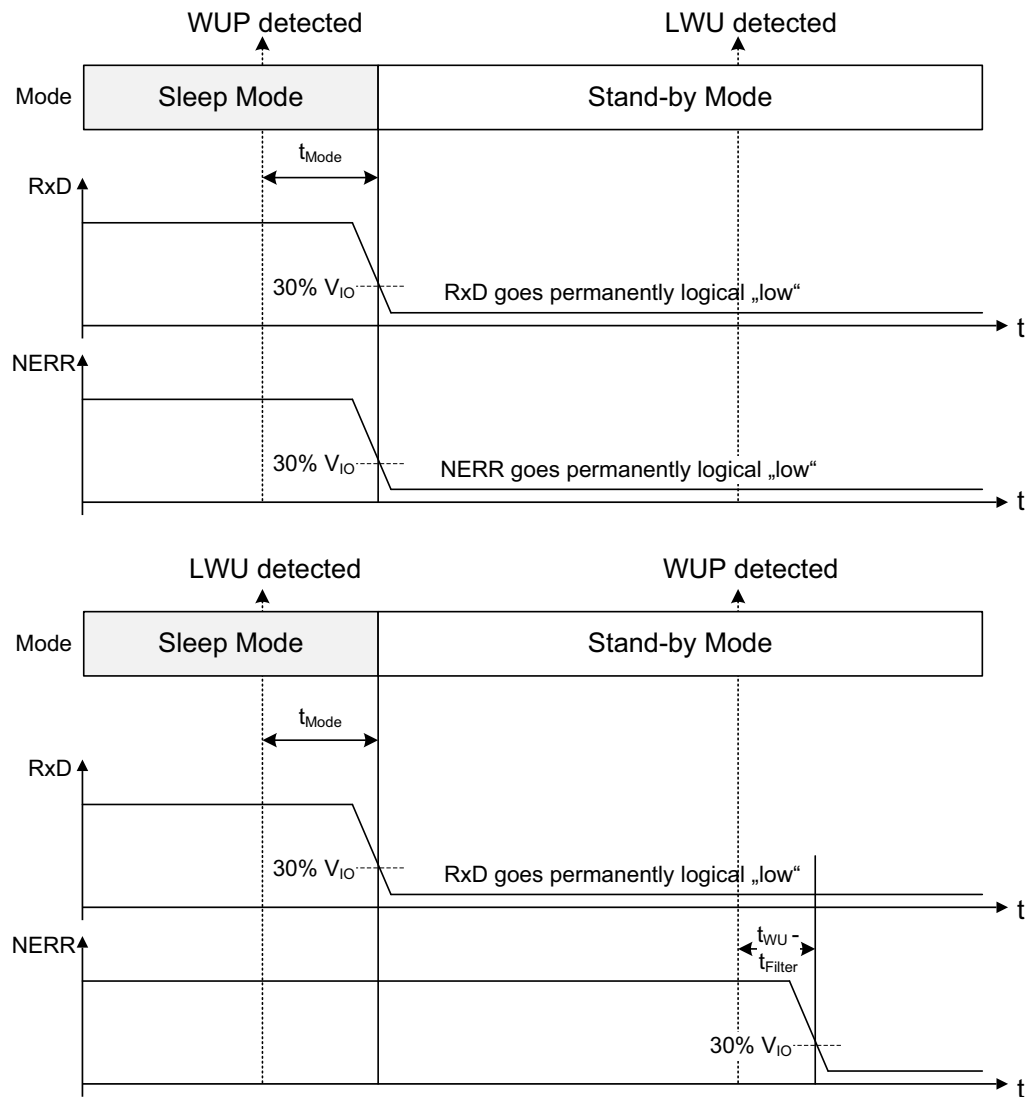 WUP detected
LWU detected
Mode
Sleep Mode
Stand-by Mode
tMode
RxD
30% VIO
RxD goes permanently logical „low“
t
NERR
30% VIO
NERR goes permanently logical „low“
t
LWU detected
WUP detected
Mode
Sleep Mode
Stand-by Mode
tMode
RxD
30% VIO
RxD goes permanently logical „low“
t
NERR
tWU -
tFilter
30% VIO
t